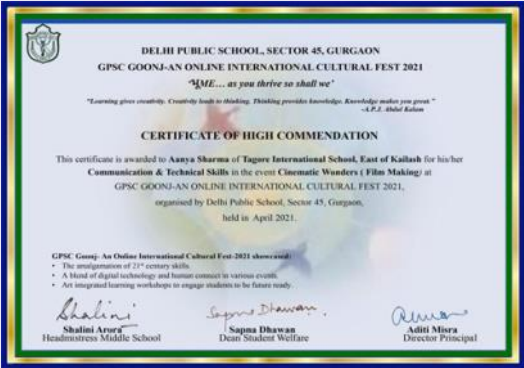 DELHI PUBLIC SCHOOL, SECTOR 45, GURGAON
GPSC GOONJ-AN ONLINE INTERNATIONAL CULTURAL FEST 2021
ME… as you thrive so shall we'
"Learning gives creativity. Creativity leads to thinking. Thinking provides knowledge. Knowledge makes you great."
-A.P.J. Abdul Kalam
CERTIFICATE OF HIGH COMMENDATION
This certificate is awarded to Aanya Sharma of Tagore International School, East of Kailash for his/her
Communication & Technical Skills in the event Cinematic Wonders ( Film Making) at
GPSC GOONJ-AN ONLINE INTERNATIONAL CULTURAL FEST 2021,
organised by Delhi Public School, Sector 45, Gurgaon,
held in April 2021.
GPSC Goonj- An Online International Cultural Fest-2021 showcased:
• The amalgamation of 21st century skills.
• A blend of digital technology and human connect in various events.
• Art integrated learning workshops to engage students to be future ready.
Shalini
Sapna Dhawan.
Shalini Arora
Sapna Dhawan
Aditi Misra
Headmistress Middle School
Dean Student Welfare
Director Principal